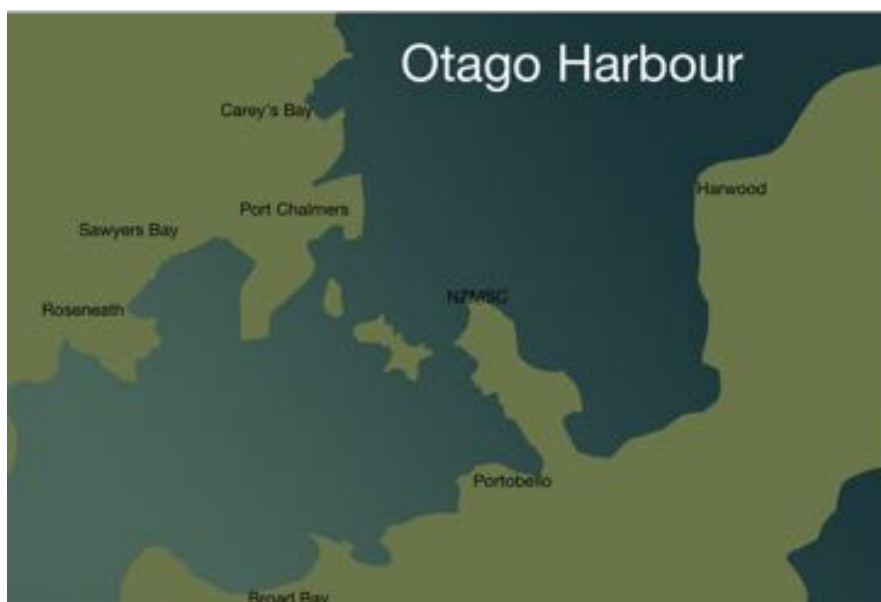 Otago Harbour
Carey's Bay
Harwood
Port Chalmers
Sawyers Bay
NZMSC
Roseneath
Portobello
Broad Bay